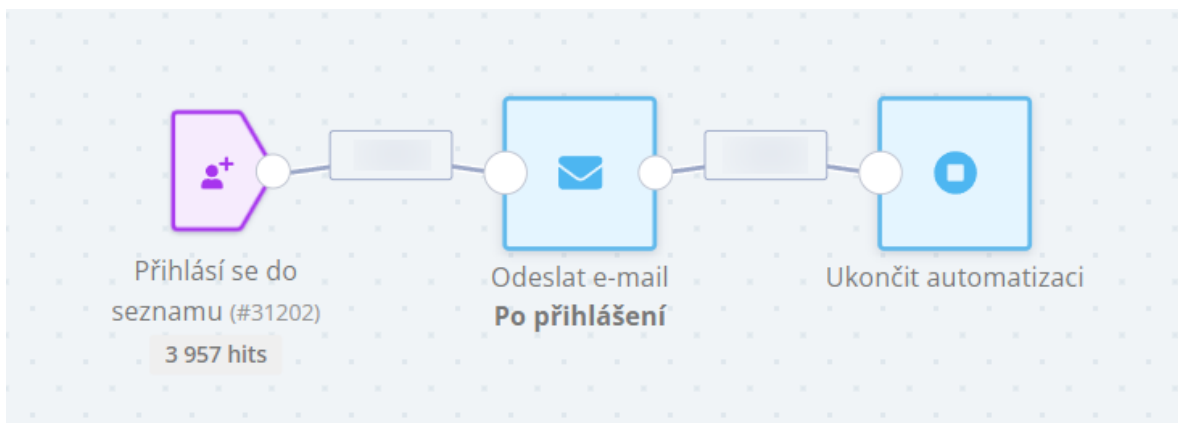 Přihlásí se do
seznamu (#31202)
3 957 hits
Odeslat e-mail
Po přihlášení
Ukončit automatizaci